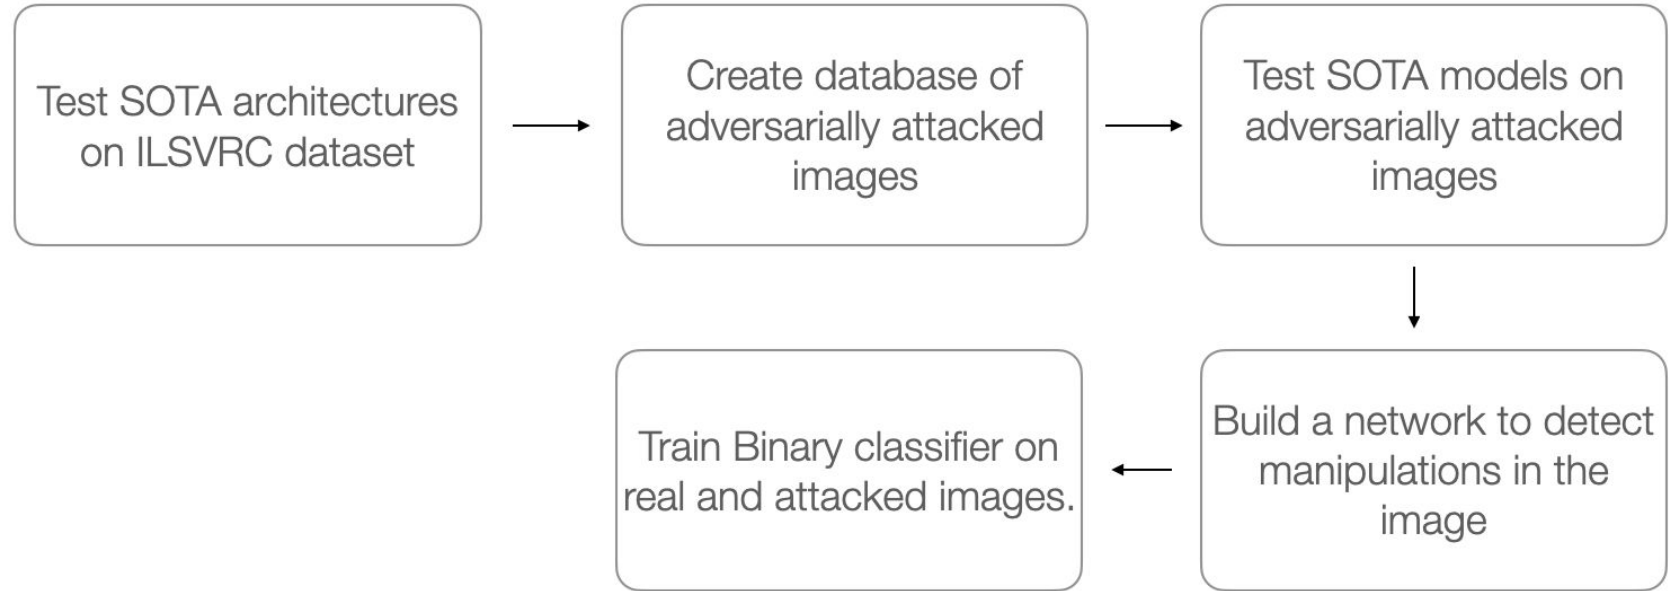 Test SOTA architectures
on ILSVRC dataset
Create database of
adversarially attacked
images
Test SOTA models on
adversarially attacked
images
Build a network to detect
manipulations in the
image
Train Binary classifier on
real and attacked images.